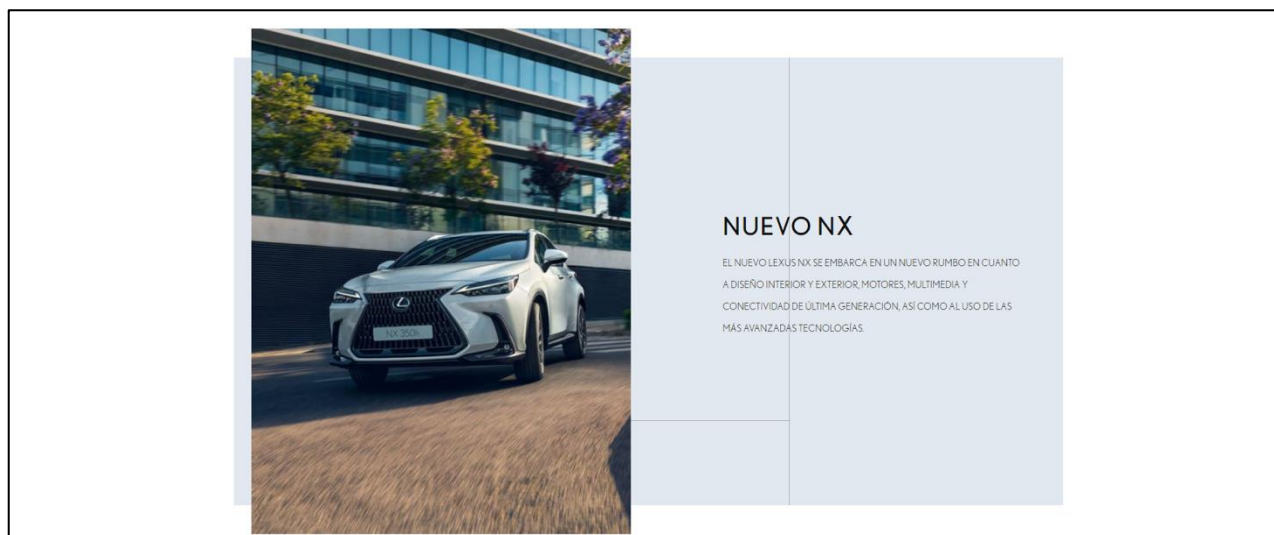 NX 350h
NUEVO NX
EL NUEVO LEXUS NX SE EMBARCA EN UN NUEVO RUMBO EN CUANTO
A DISEÑO INTERIOR Y EXTERIOR, MOTORES, MULTIMEDIA Y
CONECTIVIDAD DE ÚLTIMA GENERACIÓN, ASÍ COMO AL USO DE LAS
MÁS AVANZADAS TECNOLOGÍAS.